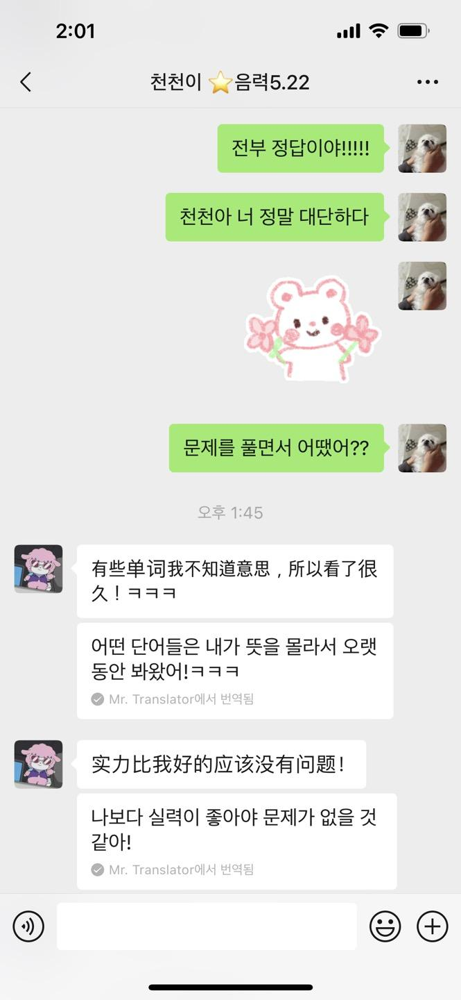 2:01
천천이 ⭐음력5.22
전부 정답이야!!!!!
천천아 너 정말 대단하다
문제를 풀면서 어땠어??
오후 1:45
有些单词我不知道意思，所以看了很
久！ㅋㅋㅋ
어떤 단어들은 내가 뜻을 몰라서 오랫
동안 봐왔어!ㅋㅋㅋ
Mr. Translator에서 번역됨
实力比我好的应该没有问题！
나보다 실력이 좋아야 문제가 없을 것
같아!
Mr. Translator에서 번역됨